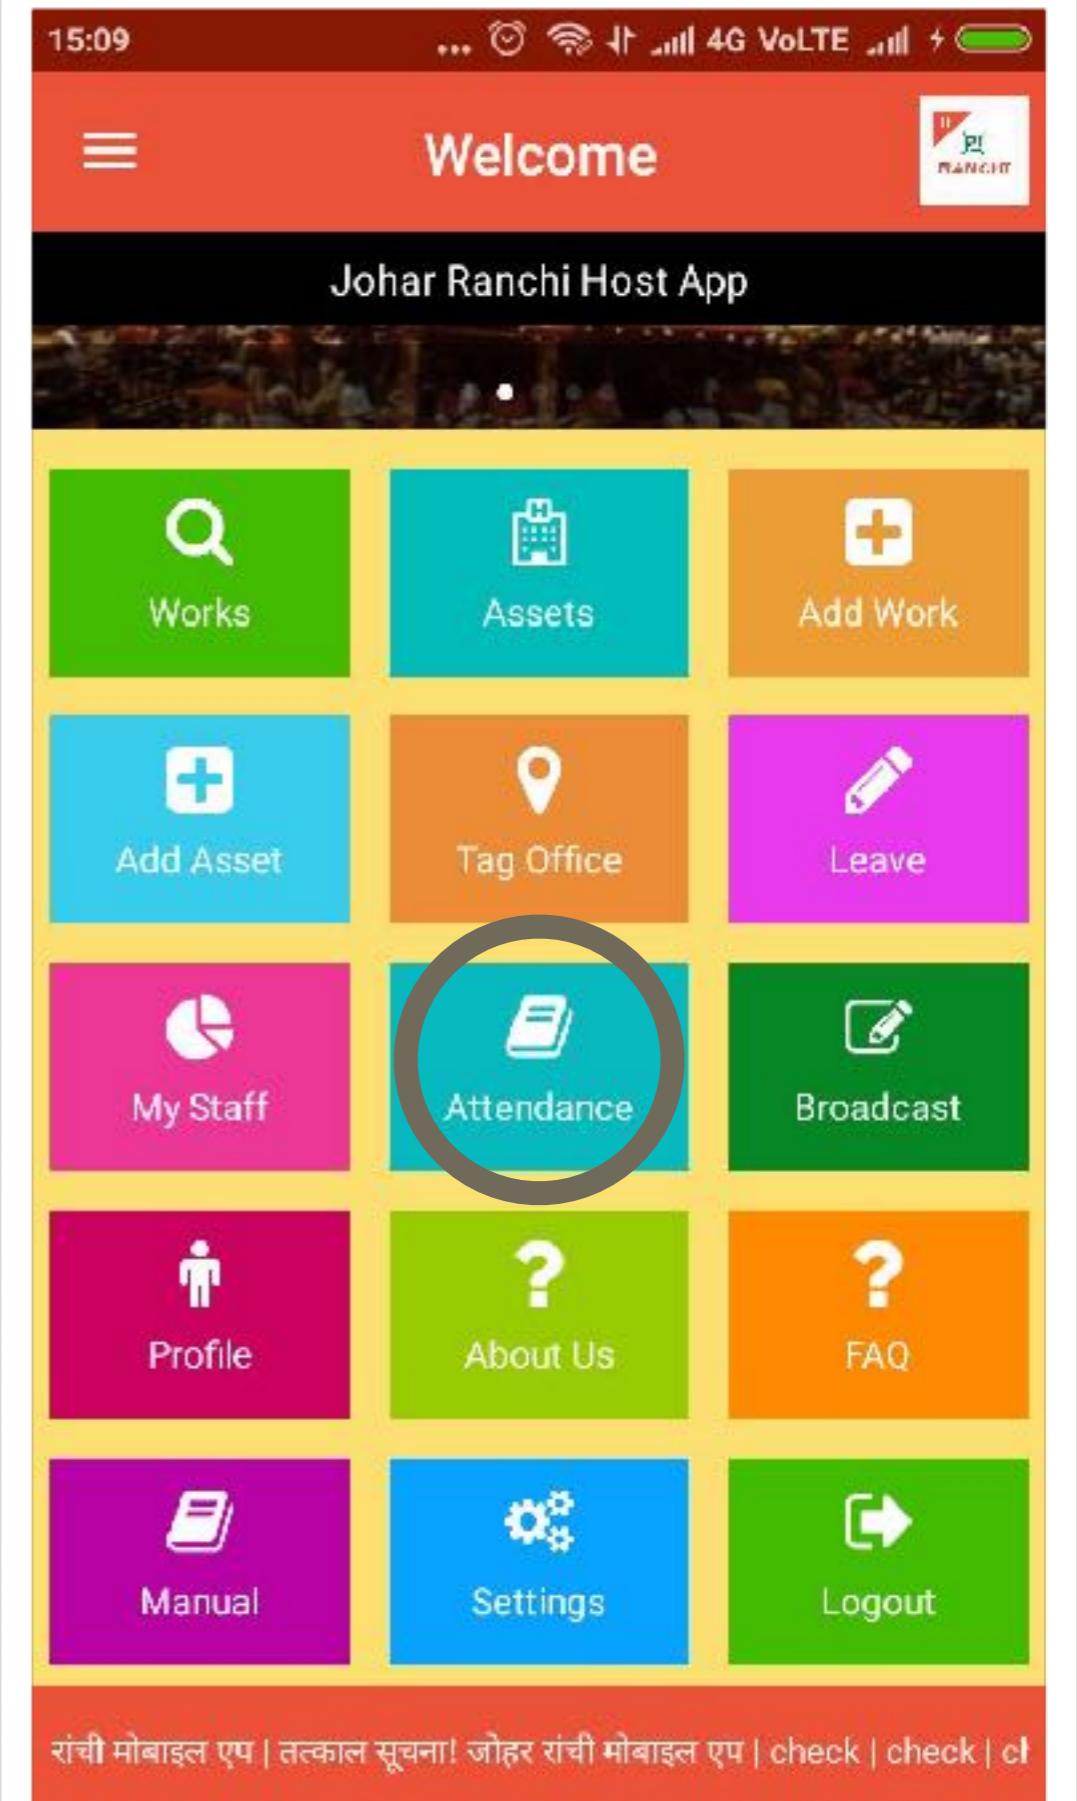 15:09 ... 4G VoLTE
Welcome
RANCHI
Johar Ranchi Host App
Works Assets Add Work
Add Asset Tag Office Leave
My Staff Attendance Broadcast
Profile About Us FAQ
Manual Settings Logout
रांची मोबाइल एप | तत्काल सूचना! जोहर रांची मोबाइल एप | check | check | ch